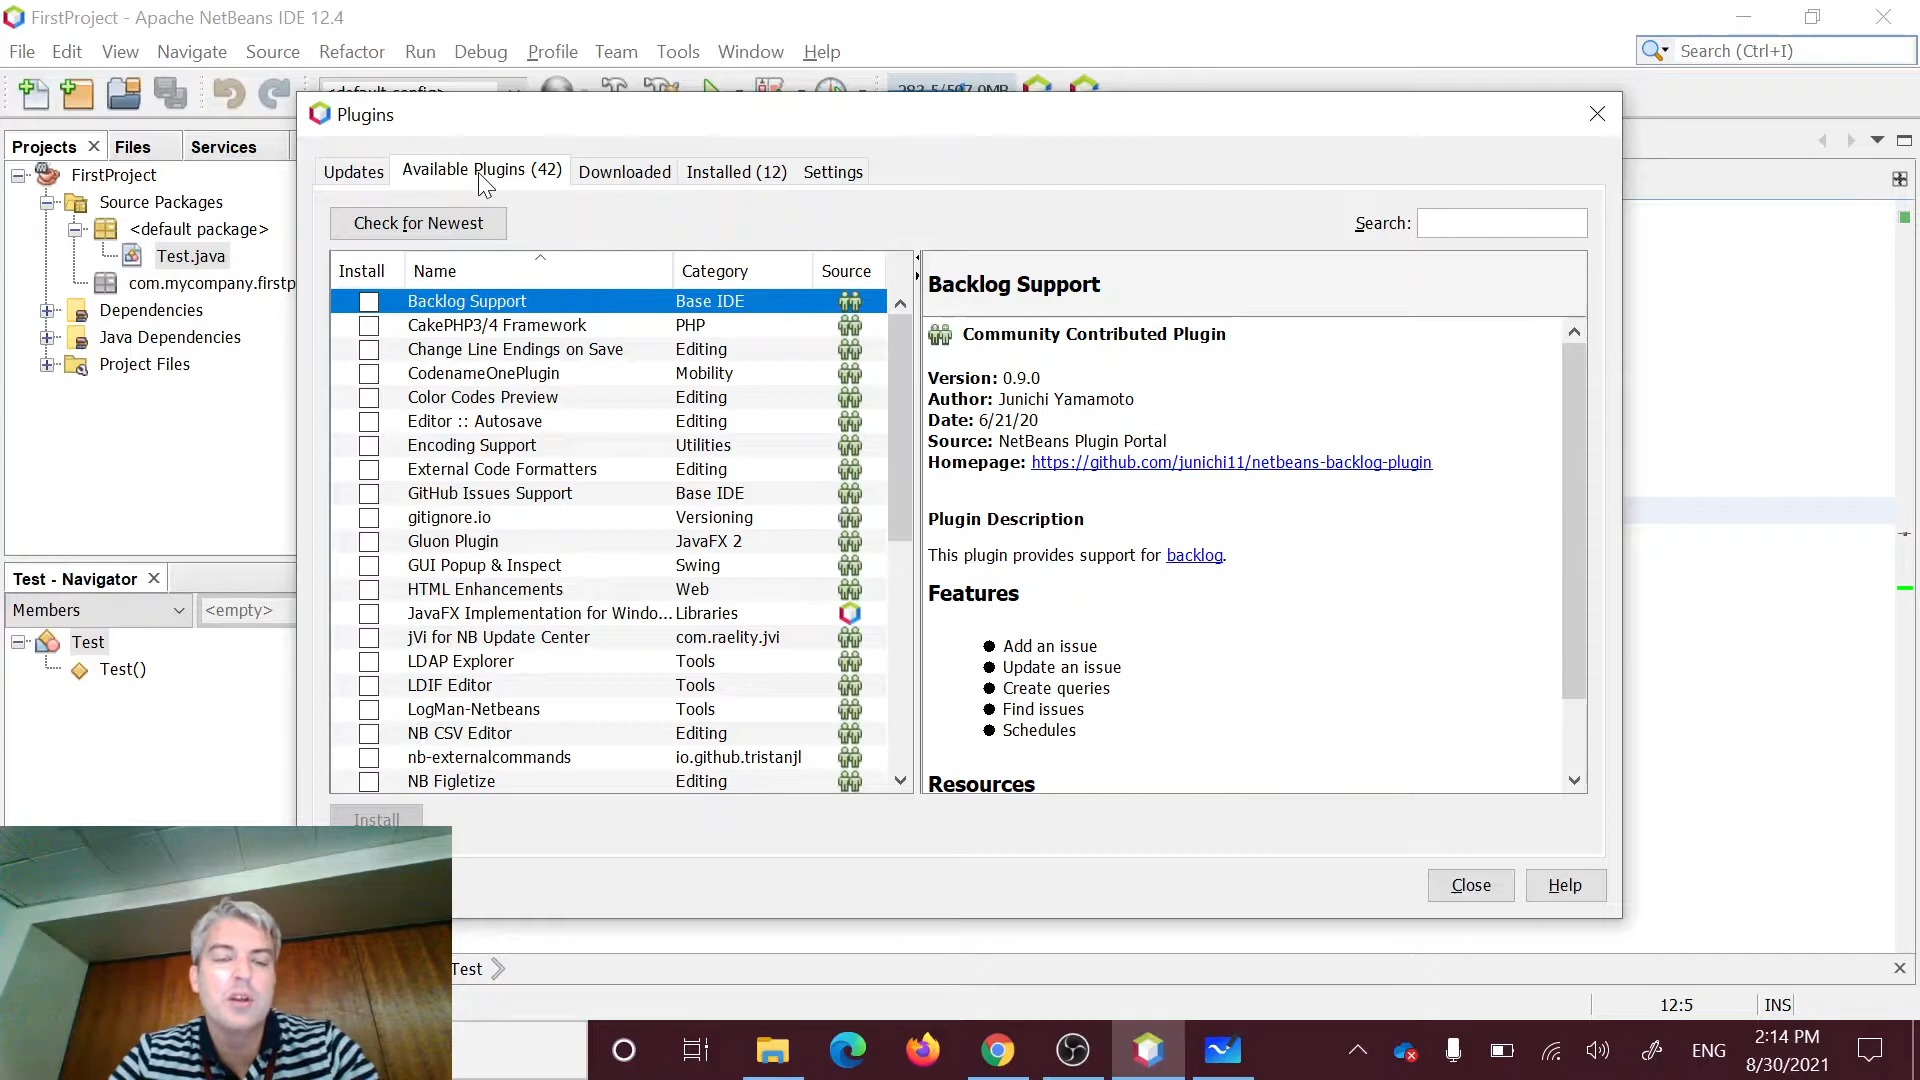 FirstProject - Apache NetBeans IDE 12.4
File Edit View Navigate Source Refactor Run Debug Profile Team Tools Window Help
Search (Ctrl+I)
Plugins
Projects Files Services
Updates Available Plugins (42) Downloaded Installed (12) Settings
FirstProject
Source Packages
<default package>
Test.java
com.mycompany.firstp
Dependencies
Java Dependencies
Project Files
Check for Newest
Search:
Install Name Category Source
Backlog Support Base IDE
CakePHP3/4 Framework PHP
Change Line Endings on Save Editing
CodenameOnePlugin Mobility
Color Codes Preview Editing
Editor :: Autosave Editing
Encoding Support Utilities
External Code Formatters Editing
GitHub Issues Support Base IDE
gitignore.io Versioning
Gluon Plugin JavaFX 2
GUI Popup & Inspect Swing
HTML Enhancements Web
JavaFX Implementation for Windo... Libraries
jVi for NB Update Center com.raelity.jvi
LDAP Explorer Tools
LDIF Editor Tools
LogMan-Netbeans Tools
NB CSV Editor Editing
nb-externalcommands io.github.tristanjl
NB Figletize Editing
Install
Backlog Support
Community Contributed Plugin
Version: 0.9.0
Author: Junichi Yamamoto
Date: 6/21/20
Source: NetBeans Plugin Portal
Homepage: https://github.com/junichi11/netbeans-backlog-plugin
Plugin Description
This plugin provides support for backlog.
Features
Add an issue
Update an issue
Create queries
Find issues
Schedules
Resources
Close Help
Test - Navigator
Members <empty>
Test
Test()
Test
12:5 INS
ENG
2:14 PM
8/30/2021